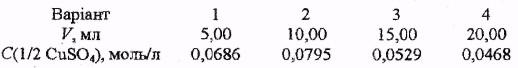 Варіант 1 2 3 4
V, мл 5,00 10,00 15,00 20,00
C(1/2 CuSO₄), моль/л 0,0686 0,0795 0,0529 0,0468